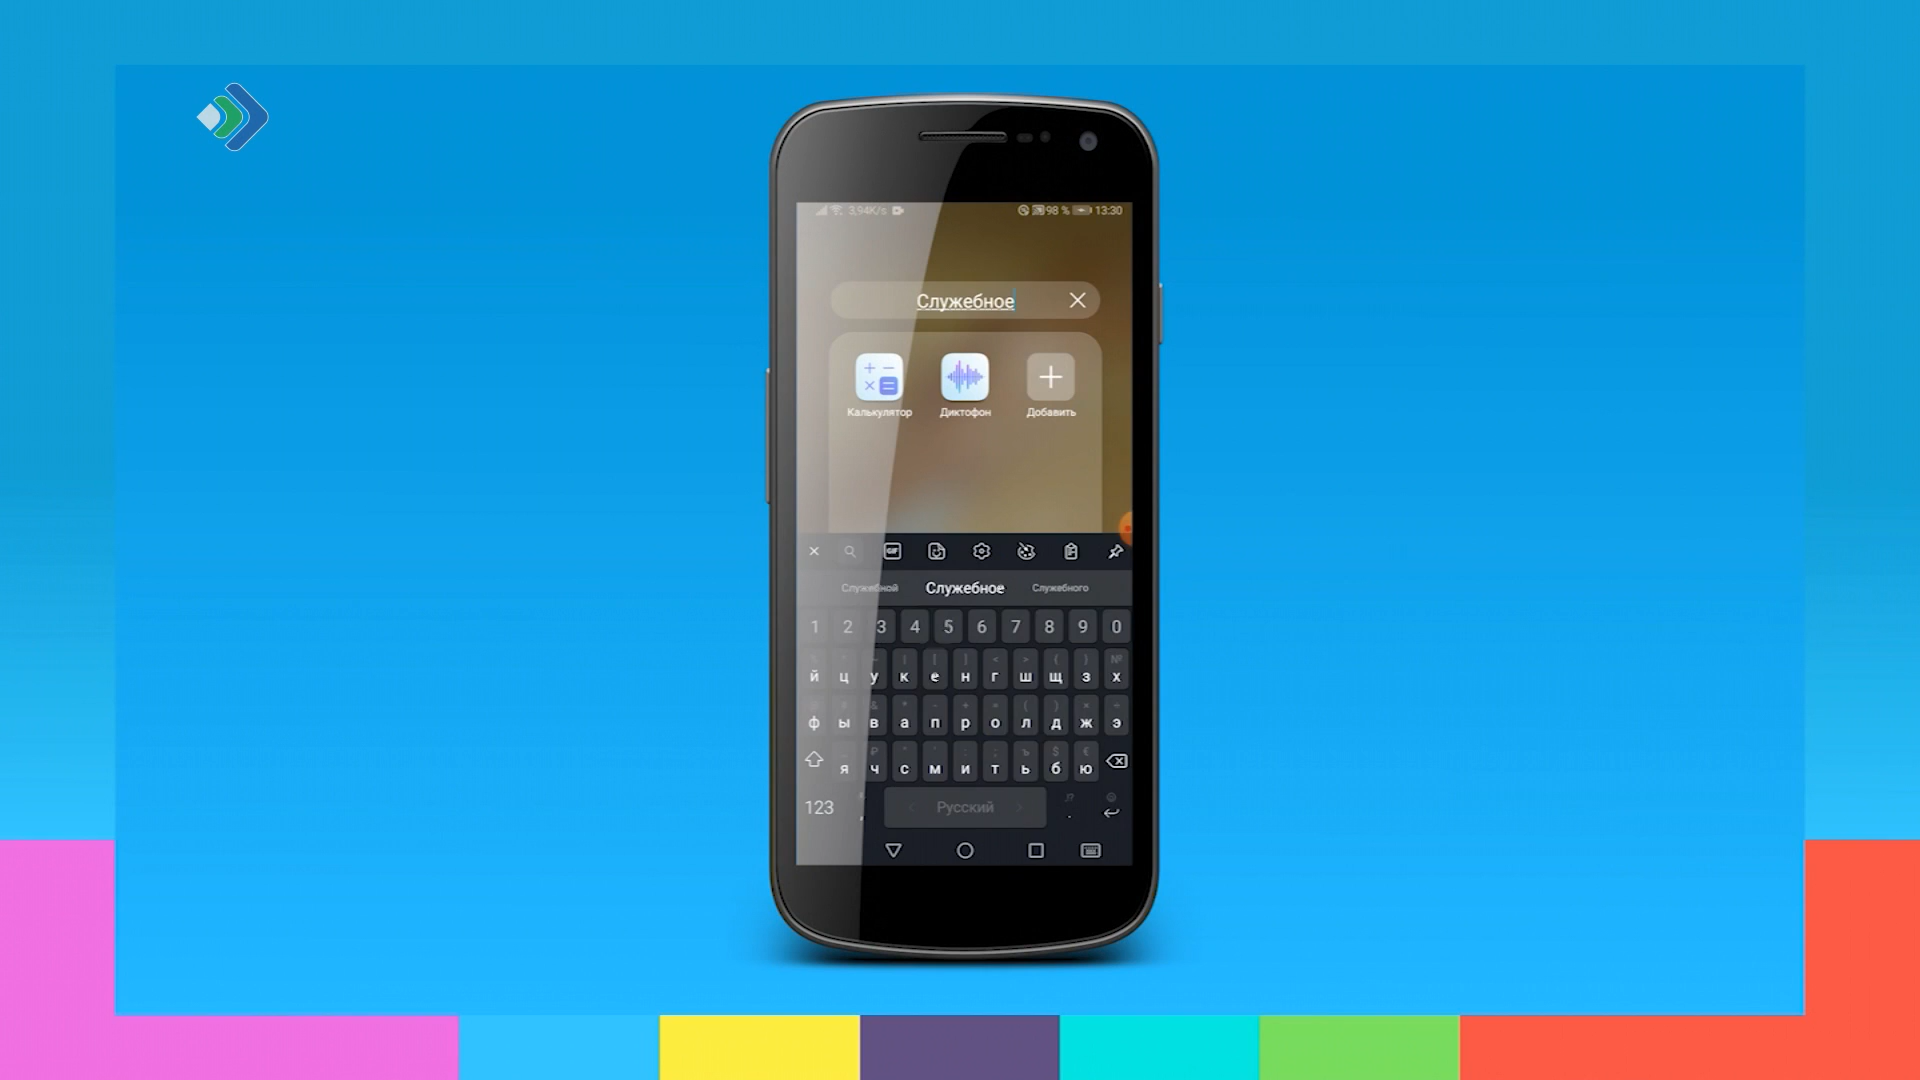 3,94K/s 98 % 13:30
Служебное
Калькулятор Диктофон Добавить
GIF
Служебной Служебное Служебного
1 2 3 4 5 6 7 8 9 0
й ц у к е н г ш щ з х
ф ы в а п р о л д ж э
я ч с м и т ь б ю
123 , Русский .